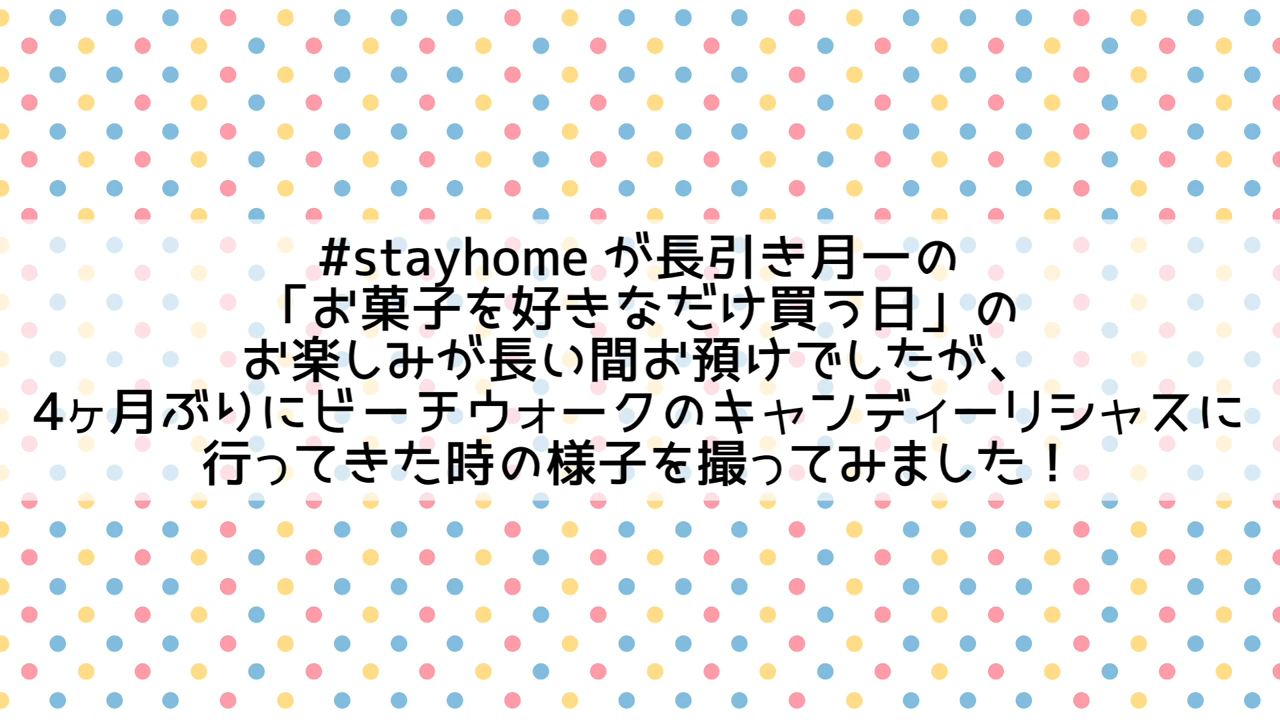 #stayhome が長引き月一の
「お菓子を好きなだけ買う日」の
お楽しみが長い間お預けでしたが、
4ヶ月ぶりにビーチウォークのキャンディーリシャスに
行ってきた時の様子を撮ってみました！